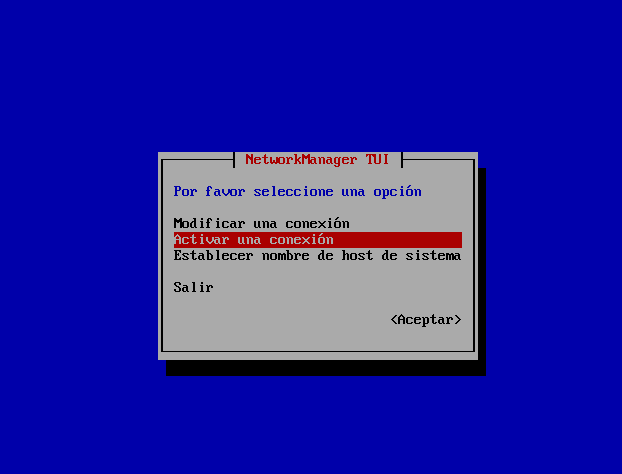 NetworkManager TUI
Por favor seleccione una opción
Modificar una conexión
Activar una conexión
Establecer nombre de host de sistema
Salir
<Aceptar>